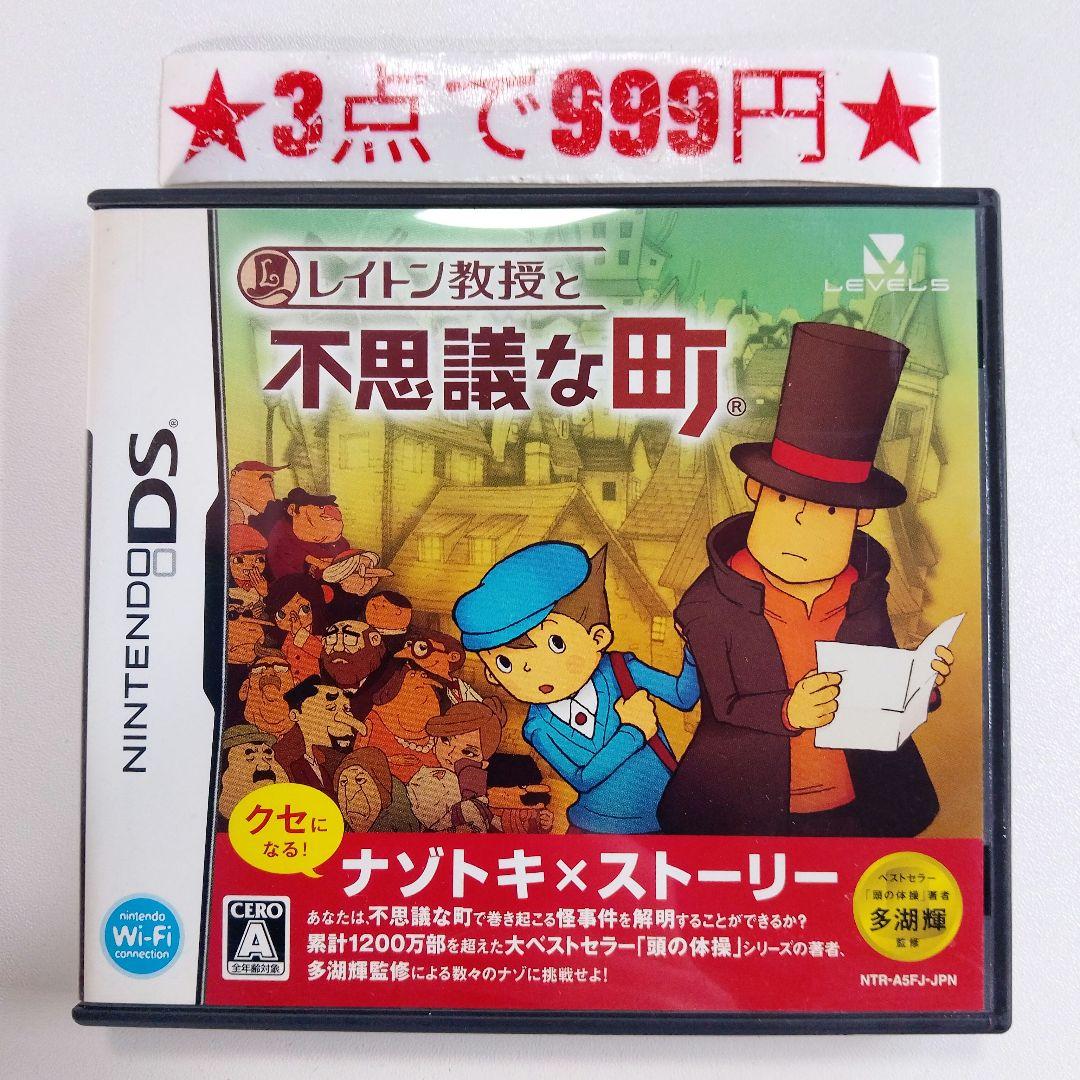 ★3点で999円★
L レイトン教授と
不思議な町®
LEVEL5
NINTENDO DS®
クセに
なる!
ナゾトキ×ストーリー
あなたは、不思議な町で巻き起こる怪事件を解明することができるか?
累計1200万部を超えた大ベストセラー「頭の体操」シリーズの著者、
多湖輝監修による数々のナゾに挑戦せよ!
ベストセラー
「頭の体操」著者
多湖輝
監修
nintendo
Wi-Fi
connection
CERO
A
全年齢対象
NTR-A5FJ-JPN